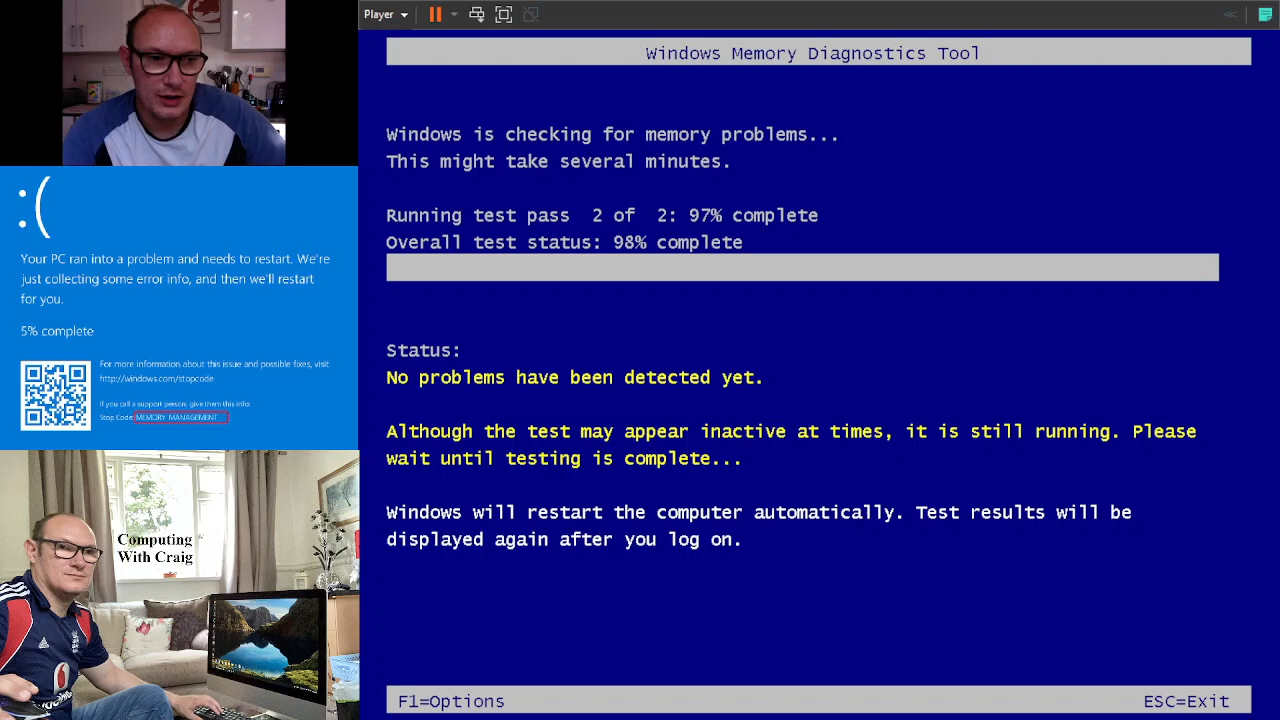 Player
Windows Memory Diagnostics Tool
Windows is checking for memory problems...
This might take several minutes.
Running test pass  2 of  2: 97% complete
Overall test status: 98% complete
Status:
No problems have been detected yet.
Although the test may appear inactive at times, it is still running. Please
wait until testing is complete...
Windows will restart the computer automatically. Test results will be
displayed again after you log on.
F1=Options
ESC=Exit
:(
Your PC ran into a problem and needs to restart. We're
just collecting some error info, and then we'll restart
for you.
5% complete
For more information about this issue and possible fixes, visit
http://windows.com/stopcode
If you call a support person, give them this info:
Stop Code: MEMORY MANAGEMENT
Computing
With Craig